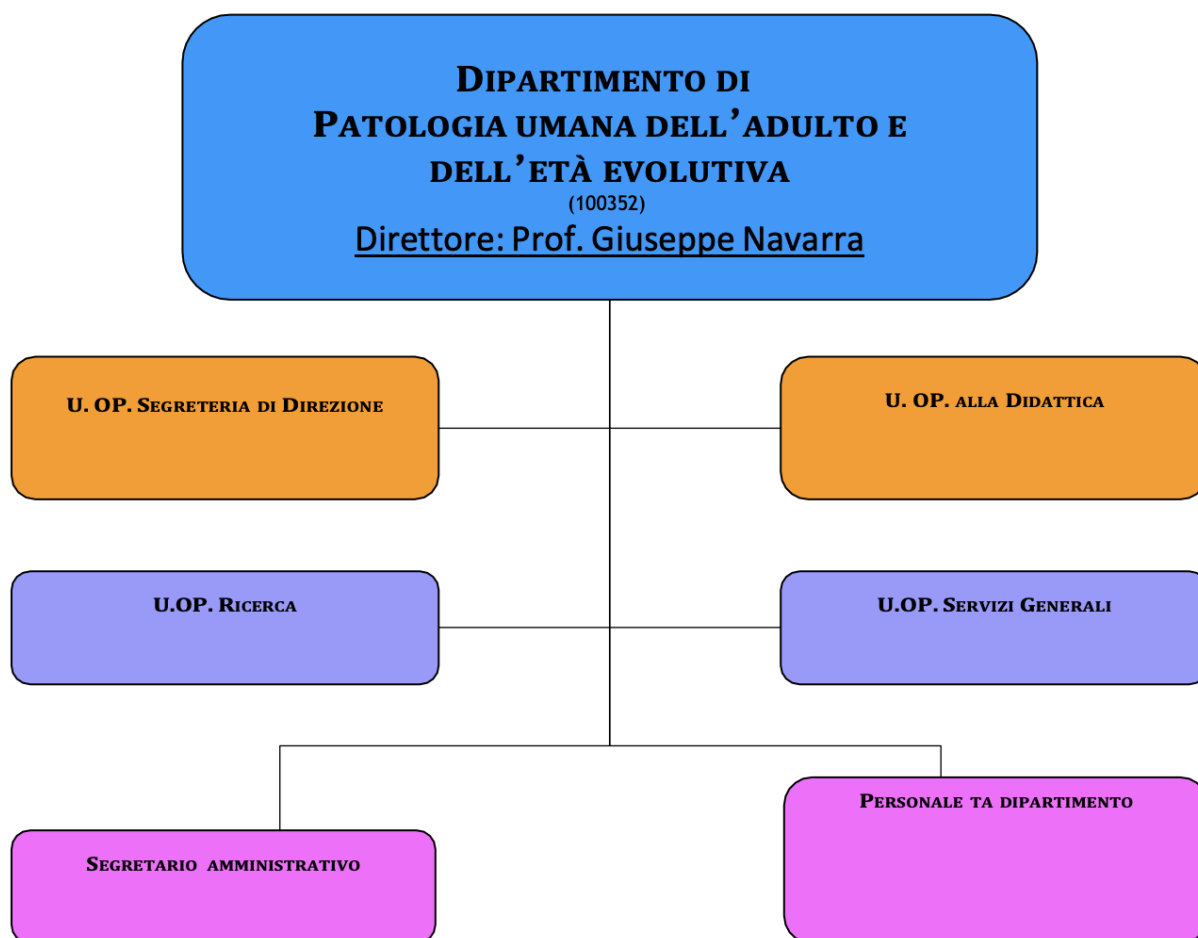 Dipartimento di
Patologia umana dell’adulto e
dell’età evolutiva
(100352)
Direttore: Prof. Giuseppe Navarra
U. OP. Segreteria di Direzione
U. OP. alla Didattica
U.OP. Ricerca
U.OP. Servizi Generali
Personale ta dipartimento
Segretario amministrativo